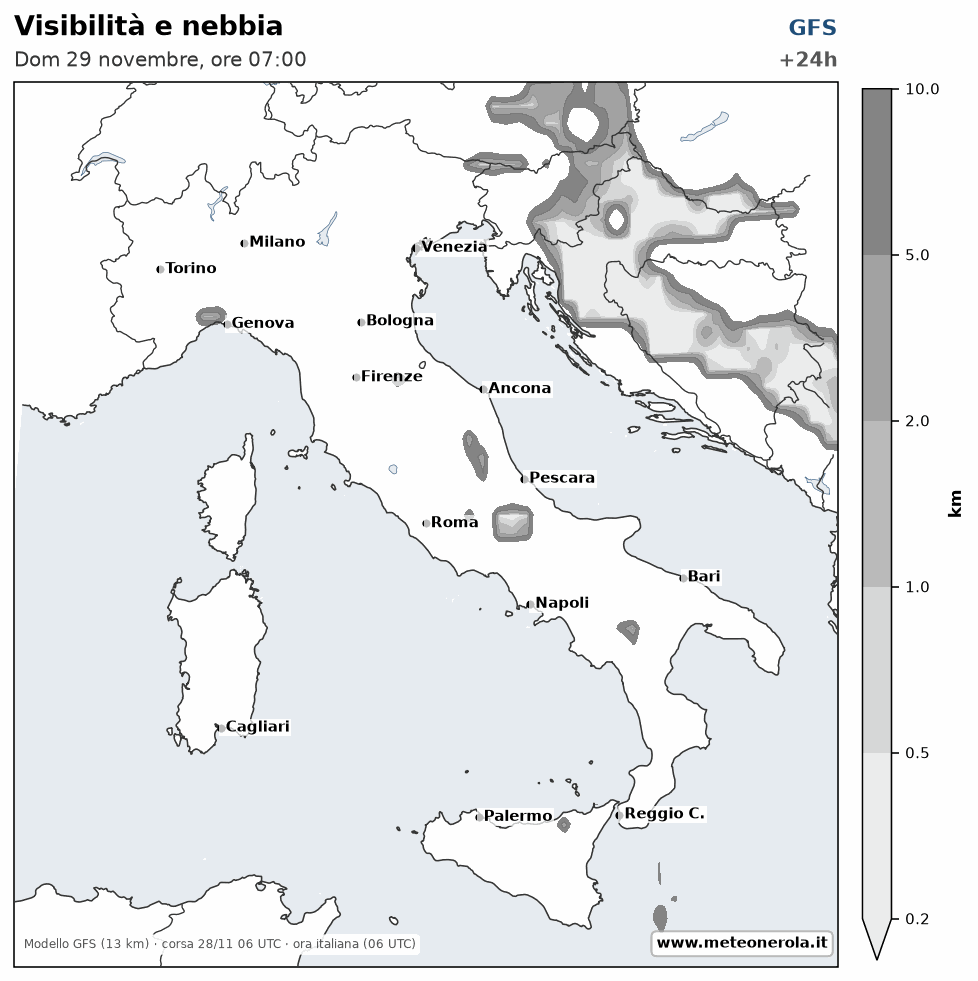 Visibilità e nebbia
GFS
Dom 29 novembre, ore 07:00
+24h
10.0
5.0
2.0
1.0
0.5
0.2
km
Milano
Venezia
Torino
Genova
Bologna
Firenze
Ancona
Pescara
Roma
Bari
Napoli
Cagliari
Palermo
Reggio C.
Modello GFS (13 km) · corsa 28/11 06 UTC · ora italiana (06 UTC)
www.meteonerola.it